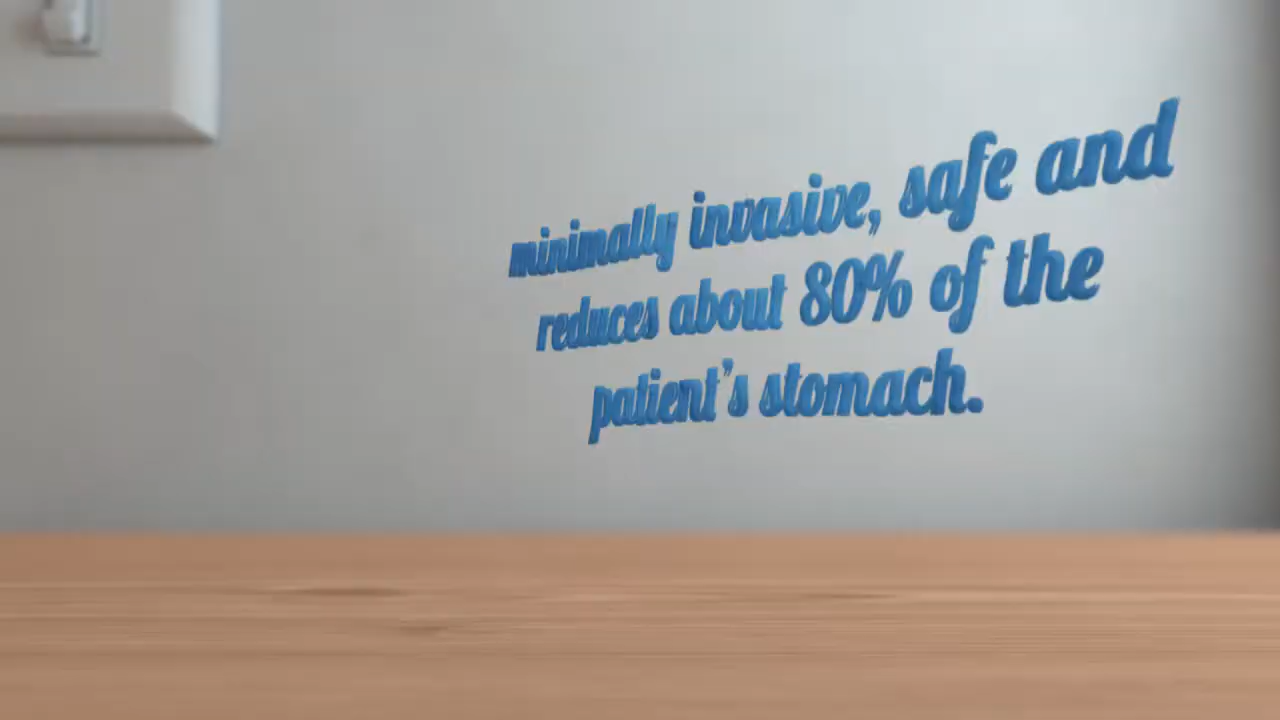 minimally invasive, safe and
reduces about 80% of the
patient's stomach.